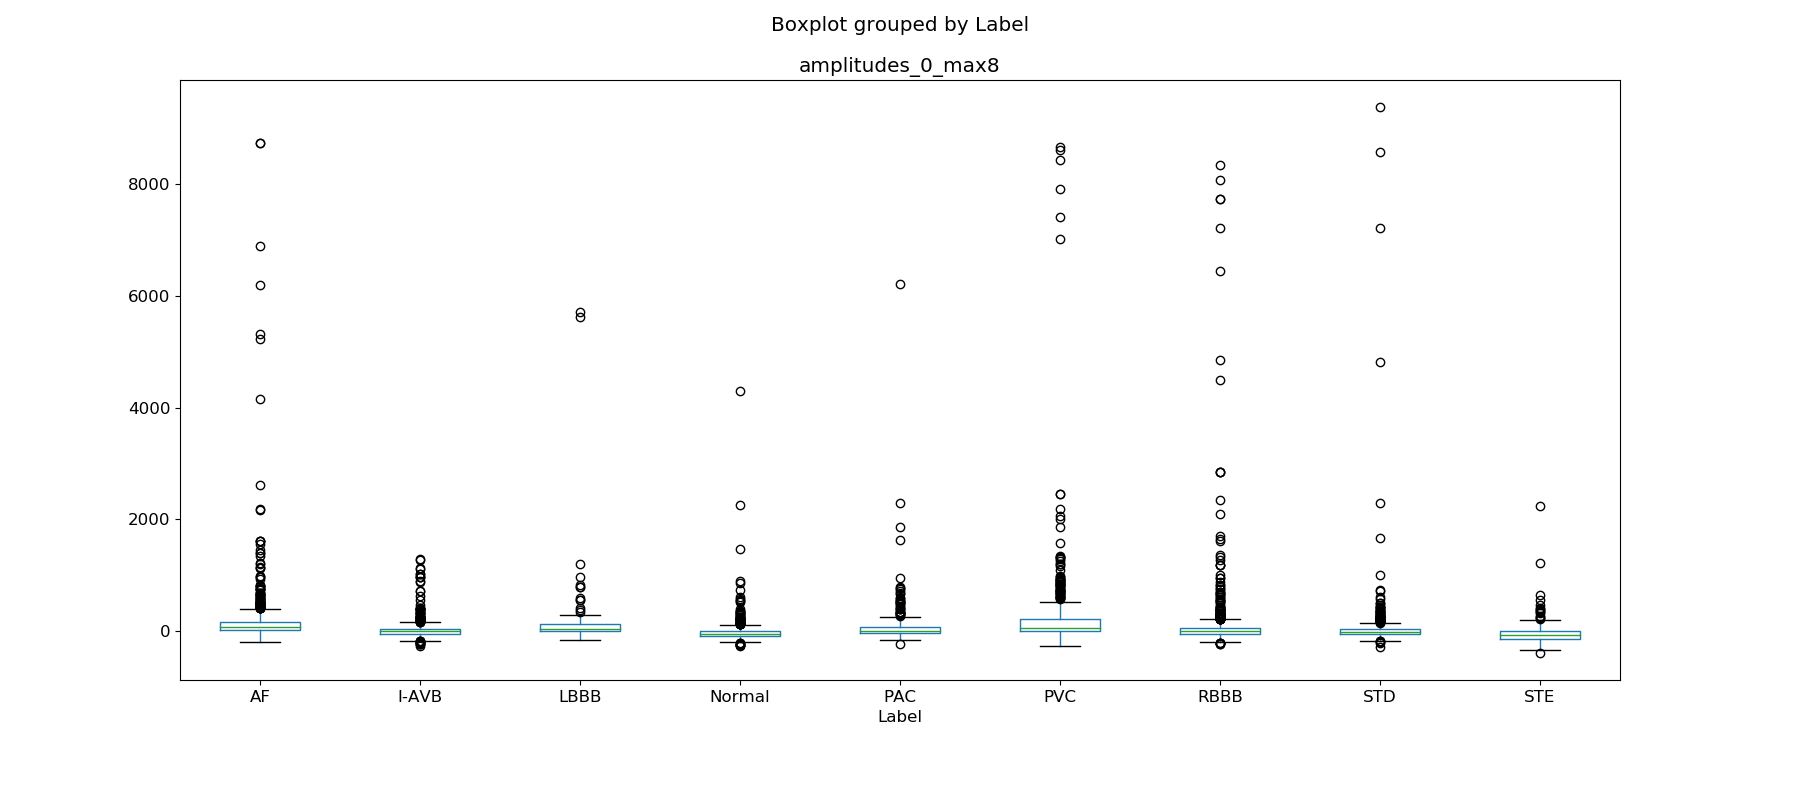 Boxplot grouped by Label
amplitudes_0_max8
8000
6000
4000
2000
0
AF I-AVB LBBB Normal PAC PVC RBBB STD STE
Label